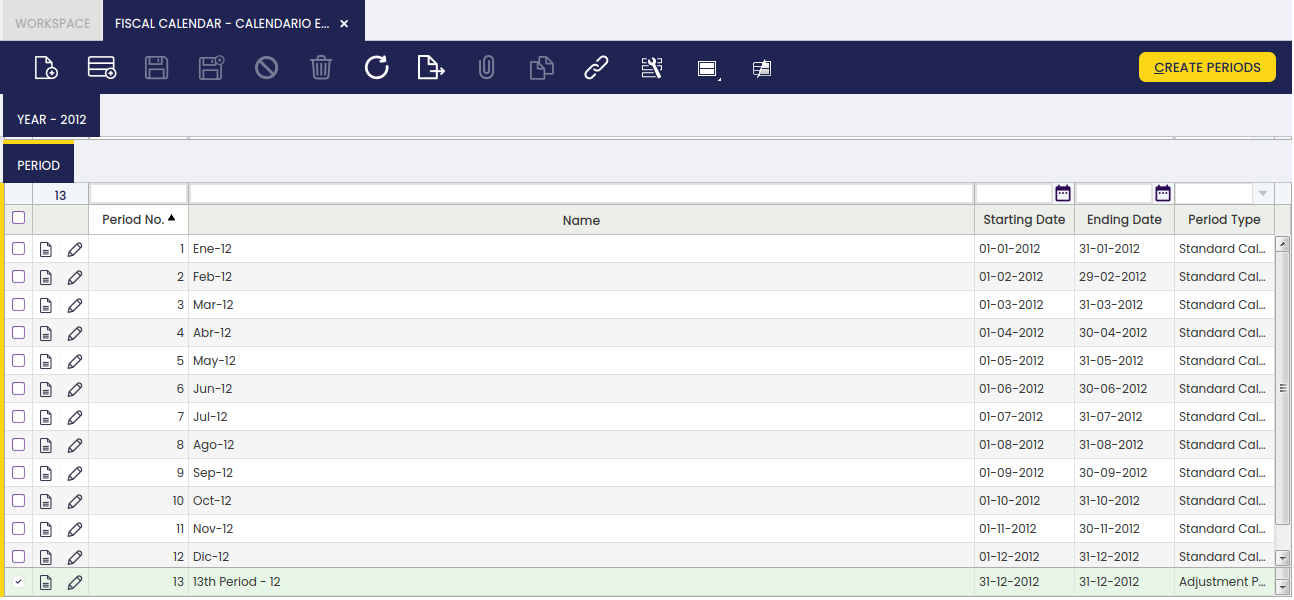 WORKSPACE FISCAL CALENDAR - CALENDARIO E... ×
CREATE PERIODS
YEAR - 2012
PERIOD
13
Period No. Name Starting Date Ending Date Period Type
1 Ene-12 01-01-2012 31-01-2012 Standard Cal...
2 Feb-12 01-02-2012 29-02-2012 Standard Cal...
3 Mar-12 01-03-2012 31-03-2012 Standard Cal...
4 Abr-12 01-04-2012 30-04-2012 Standard Cal...
5 May-12 01-05-2012 31-05-2012 Standard Cal...
6 Jun-12 01-06-2012 30-06-2012 Standard Cal...
7 Jul-12 01-07-2012 31-07-2012 Standard Cal...
8 Ago-12 01-08-2012 31-08-2012 Standard Cal...
9 Sep-12 01-09-2012 30-09-2012 Standard Cal...
10 Oct-12 01-10-2012 31-10-2012 Standard Cal...
11 Nov-12 01-11-2012 30-11-2012 Standard Cal...
12 Dic-12 01-12-2012 31-12-2012 Standard Cal...
13 13th Period - 12 31-12-2012 31-12-2012 Adjustment P...